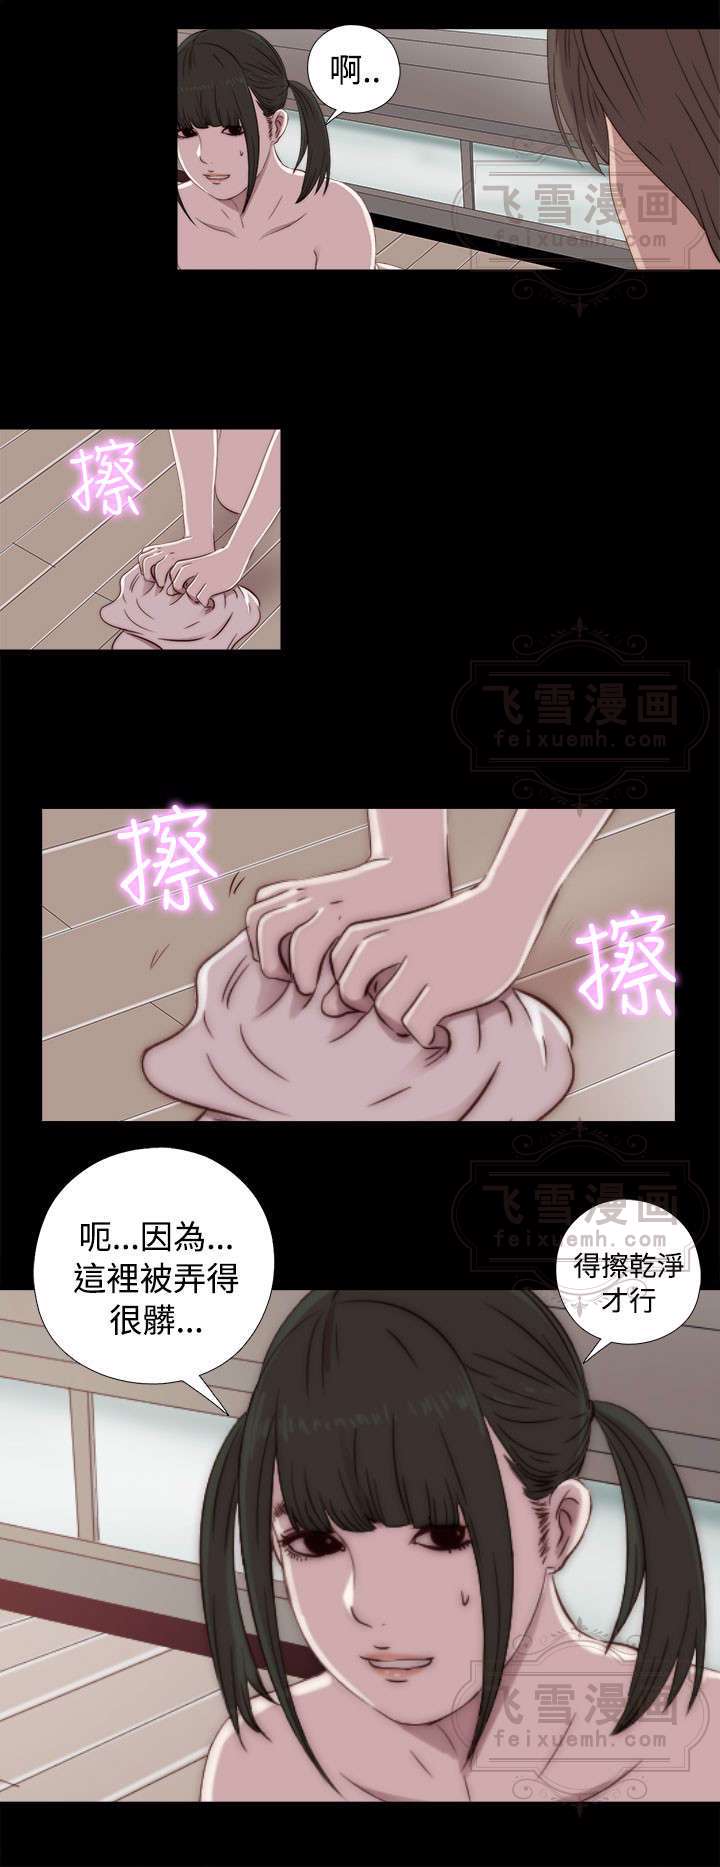 啊..
飞雪漫画
feixuemh.com
擦
飞雪漫画
feixuemh.com
擦
擦
飞雪漫画
feixuemh.com
呃...因為...
這裡被弄得
很髒...
得擦乾淨
才行
飞雪漫画
feixuemh.com